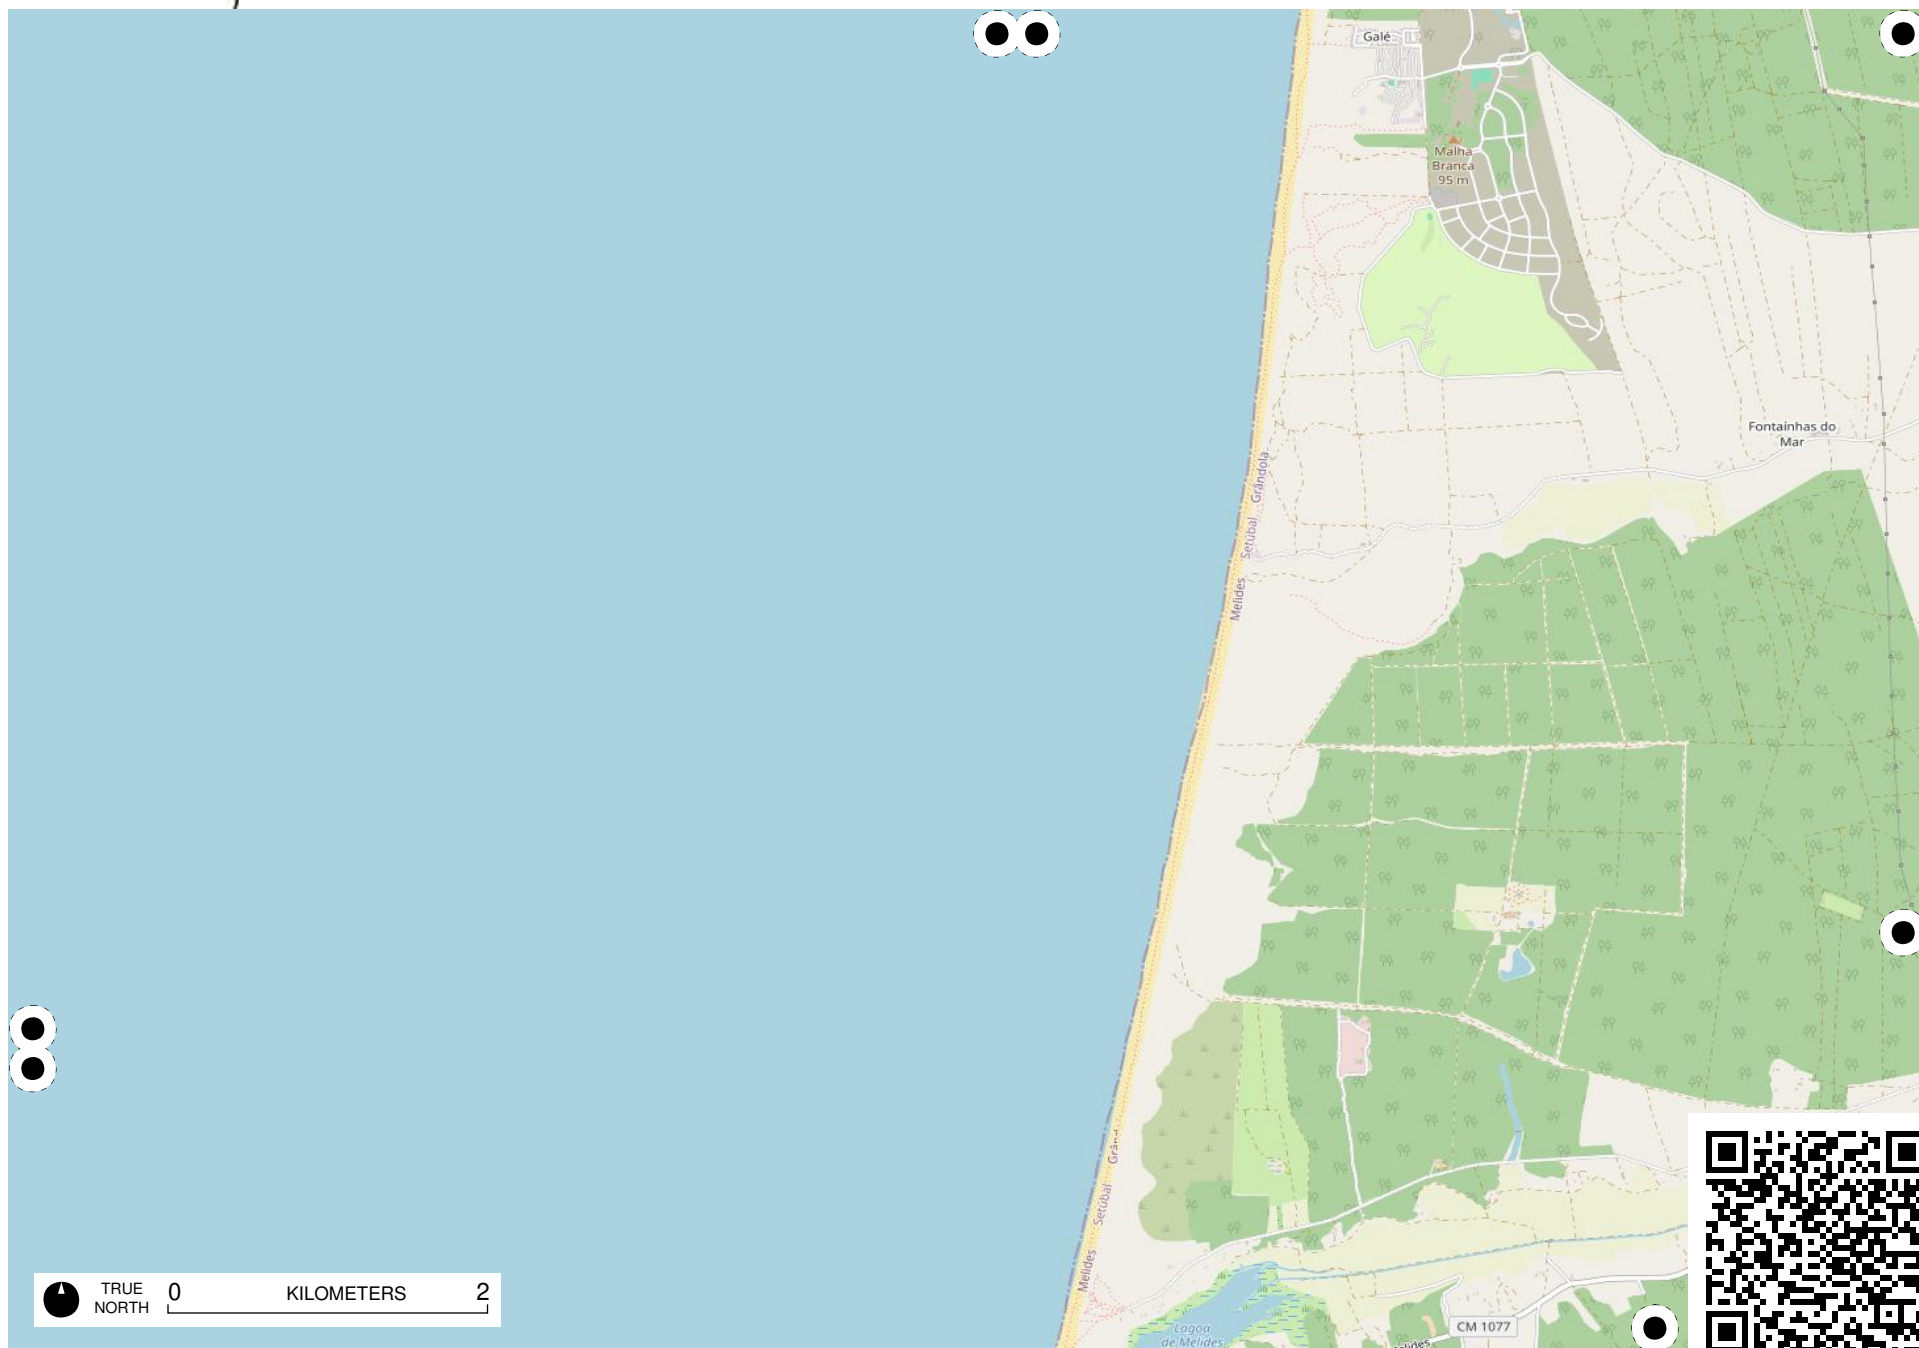 Galé
Malha
Branca
95 m
Fontainhas do
Mar
Grândola
Setúbal
Melides
Setúbal
Melides
TRUE
NORTH
0
KILOMETERS
2
Lagoa
de Melides
CM 1077